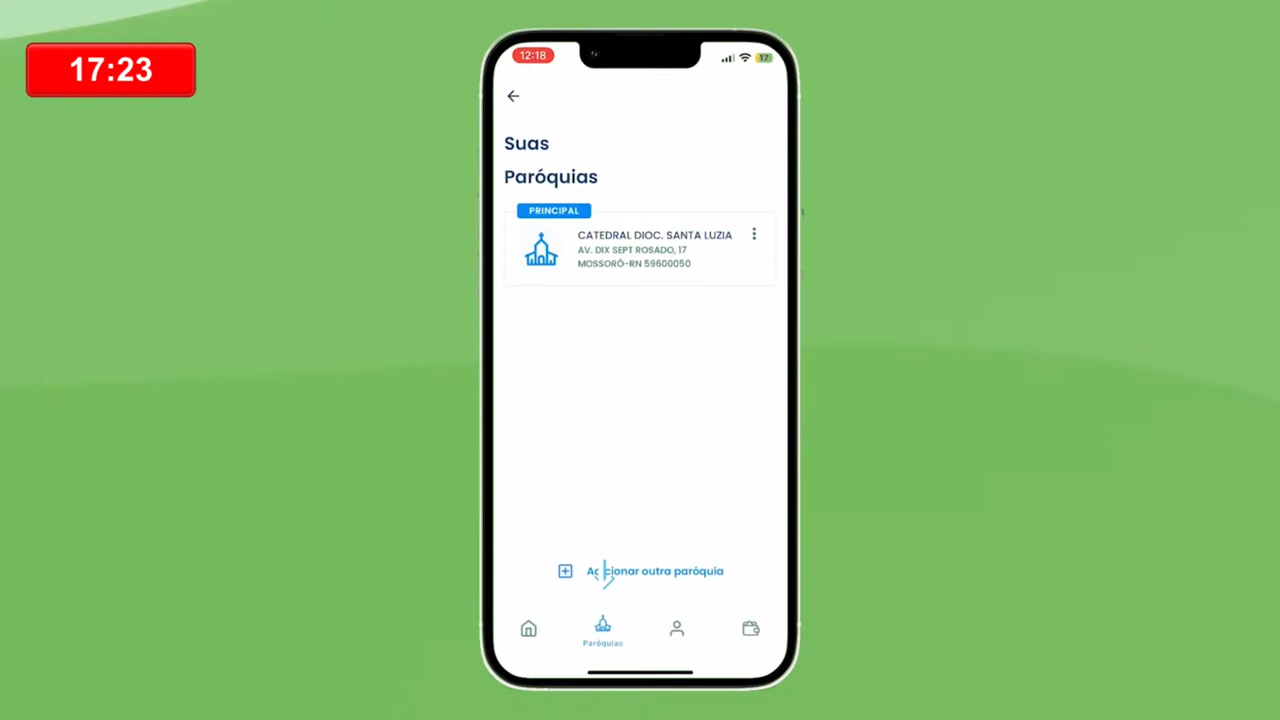 17:23
12:18
17
Suas
Paróquias
PRINCIPAL
CATEDRAL DIOC. SANTA LUZIA
AV. DIX SEPT ROSADO, 17
MOSSORÓ-RN 59600050
Adicionar outra paróquia
Paróquias